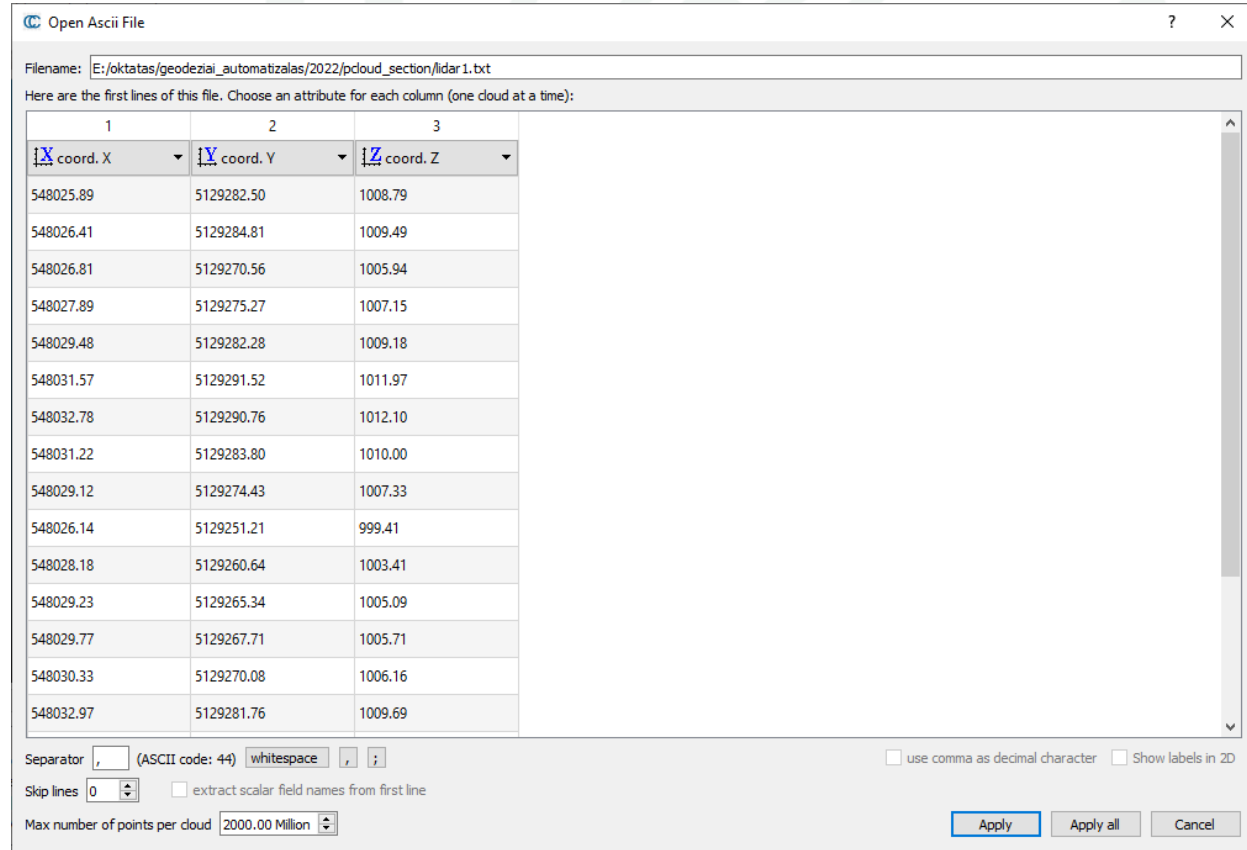 Open Ascii File ? ×
Filename: E:/oktatas/geodeziai_automatizalas/2022/pcloud_section/lidar1.txt
Here are the first lines of this file. Choose an attribute for each column (one cloud at a time):
1 2 3
X coord. X Y coord. Y Z coord. Z
548025.89 5129282.50 1008.79
548026.41 5129284.81 1009.49
548026.81 5129270.56 1005.94
548027.89 5129275.27 1007.15
548029.48 5129282.28 1009.18
548031.57 5129291.52 1011.97
548032.78 5129290.76 1012.10
548031.22 5129283.80 1010.00
548029.12 5129274.43 1007.33
548026.14 5129251.21 999.41
548028.18 5129260.64 1003.41
548029.23 5129265.34 1005.09
548029.77 5129267.71 1005.71
548030.33 5129270.08 1006.16
548032.97 5129281.76 1009.69
Separator , (ASCII code: 44) whitespace , ; use comma as decimal character Show labels in 2D
Skip lines 0 extract scalar field names from first line
Max number of points per cloud 2000.00 Million Apply Apply all Cancel